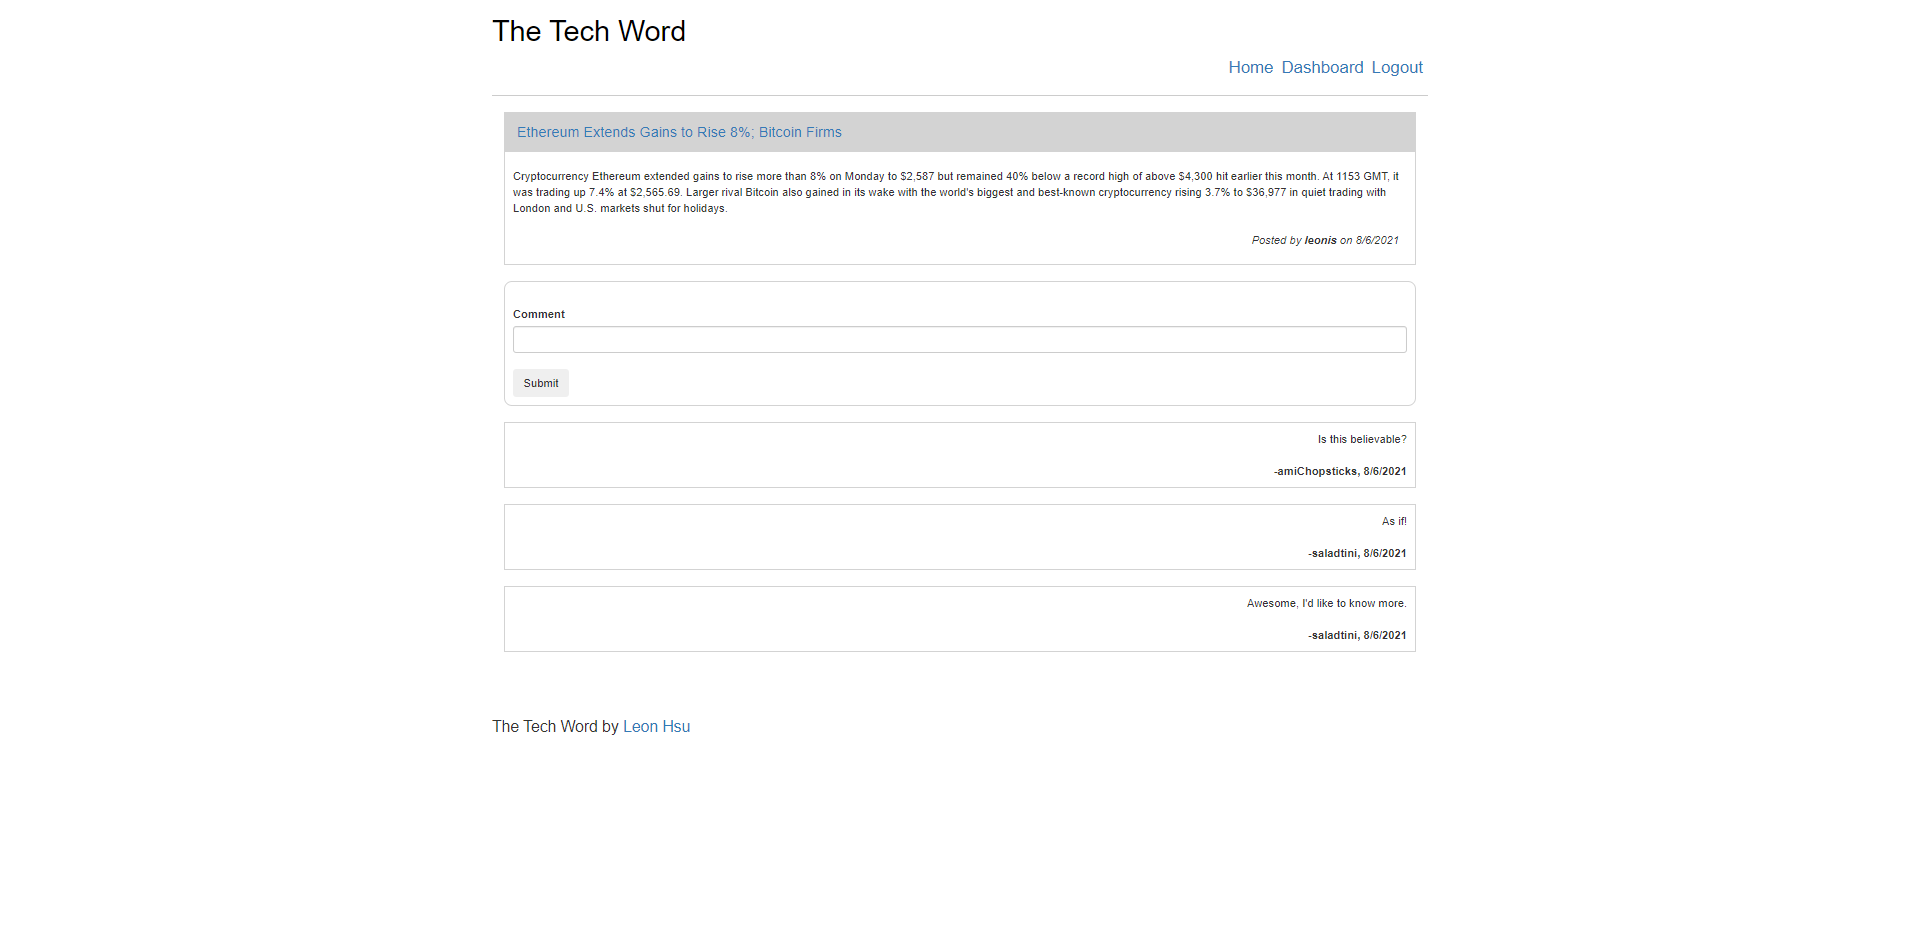 The Tech Word
Home Dashboard Logout
Ethereum Extends Gains to Rise 8%; Bitcoin Firms
Cryptocurrency Ethereum extended gains to rise more than 8% on Monday to $2,587 but remained 40% below a record high of above $4,300 hit earlier this month. At 1153 GMT, it
was trading up 7.4% at $2,565.69. Larger rival Bitcoin also gained in its wake with the world's biggest and best-known cryptocurrency rising 3.7% to $36,977 in quiet trading with
London and U.S. markets shut for holidays.
Posted by leonis on 8/6/2021
Comment
Submit
Is this believable?
-amiChopsticks, 8/6/2021
As if!
-saladtini, 8/6/2021
Awesome, I'd like to know more.
-saladtini, 8/6/2021
The Tech Word by Leon Hsu